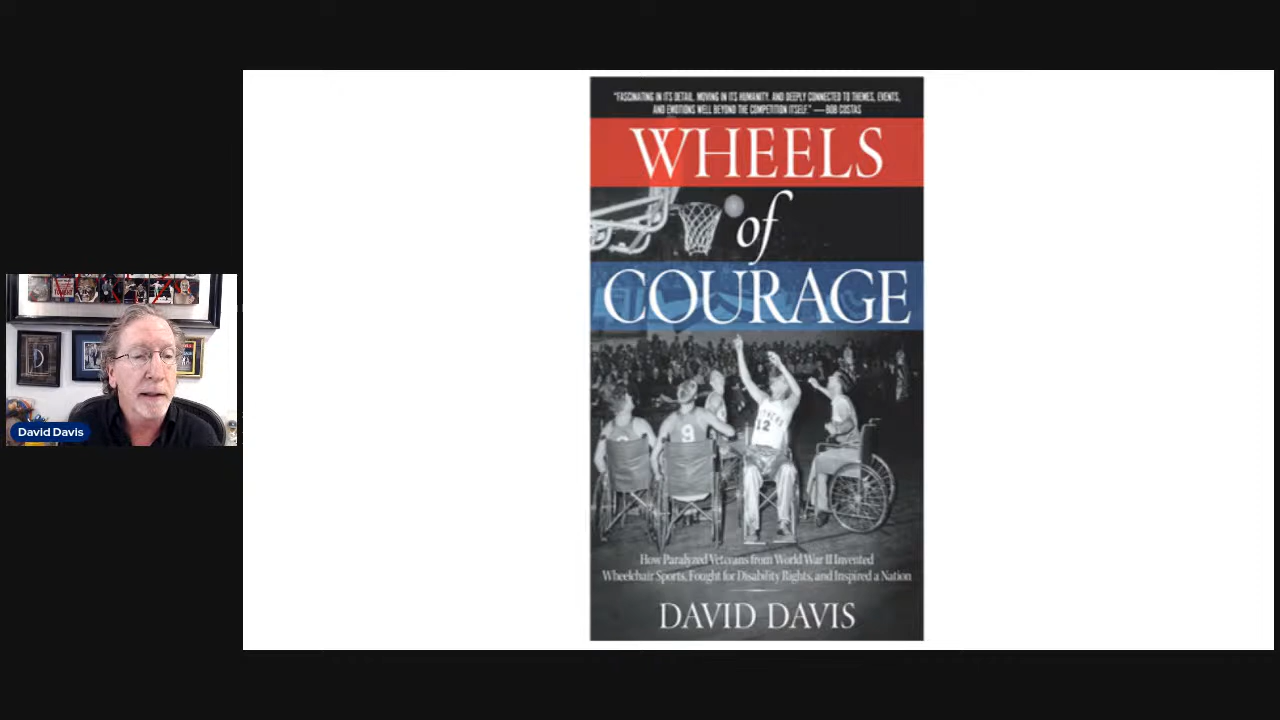 "FASCINATING IN ITS DETAIL, MOVING IN ITS HUMANITY, AND DEEPLY CONNECTED TO THEMES, EVENTS,
AND EMOTIONS WELL BEYOND THE COMPETITION ITSELF." —BOB COSTAS
WHEELS
of
COURAGE
9
12
How Paralyzed Veterans from World War II Invented
Wheelchair Sports, Fought for Disability Rights, and Inspired a Nation
DAVID DAVIS
David Davis